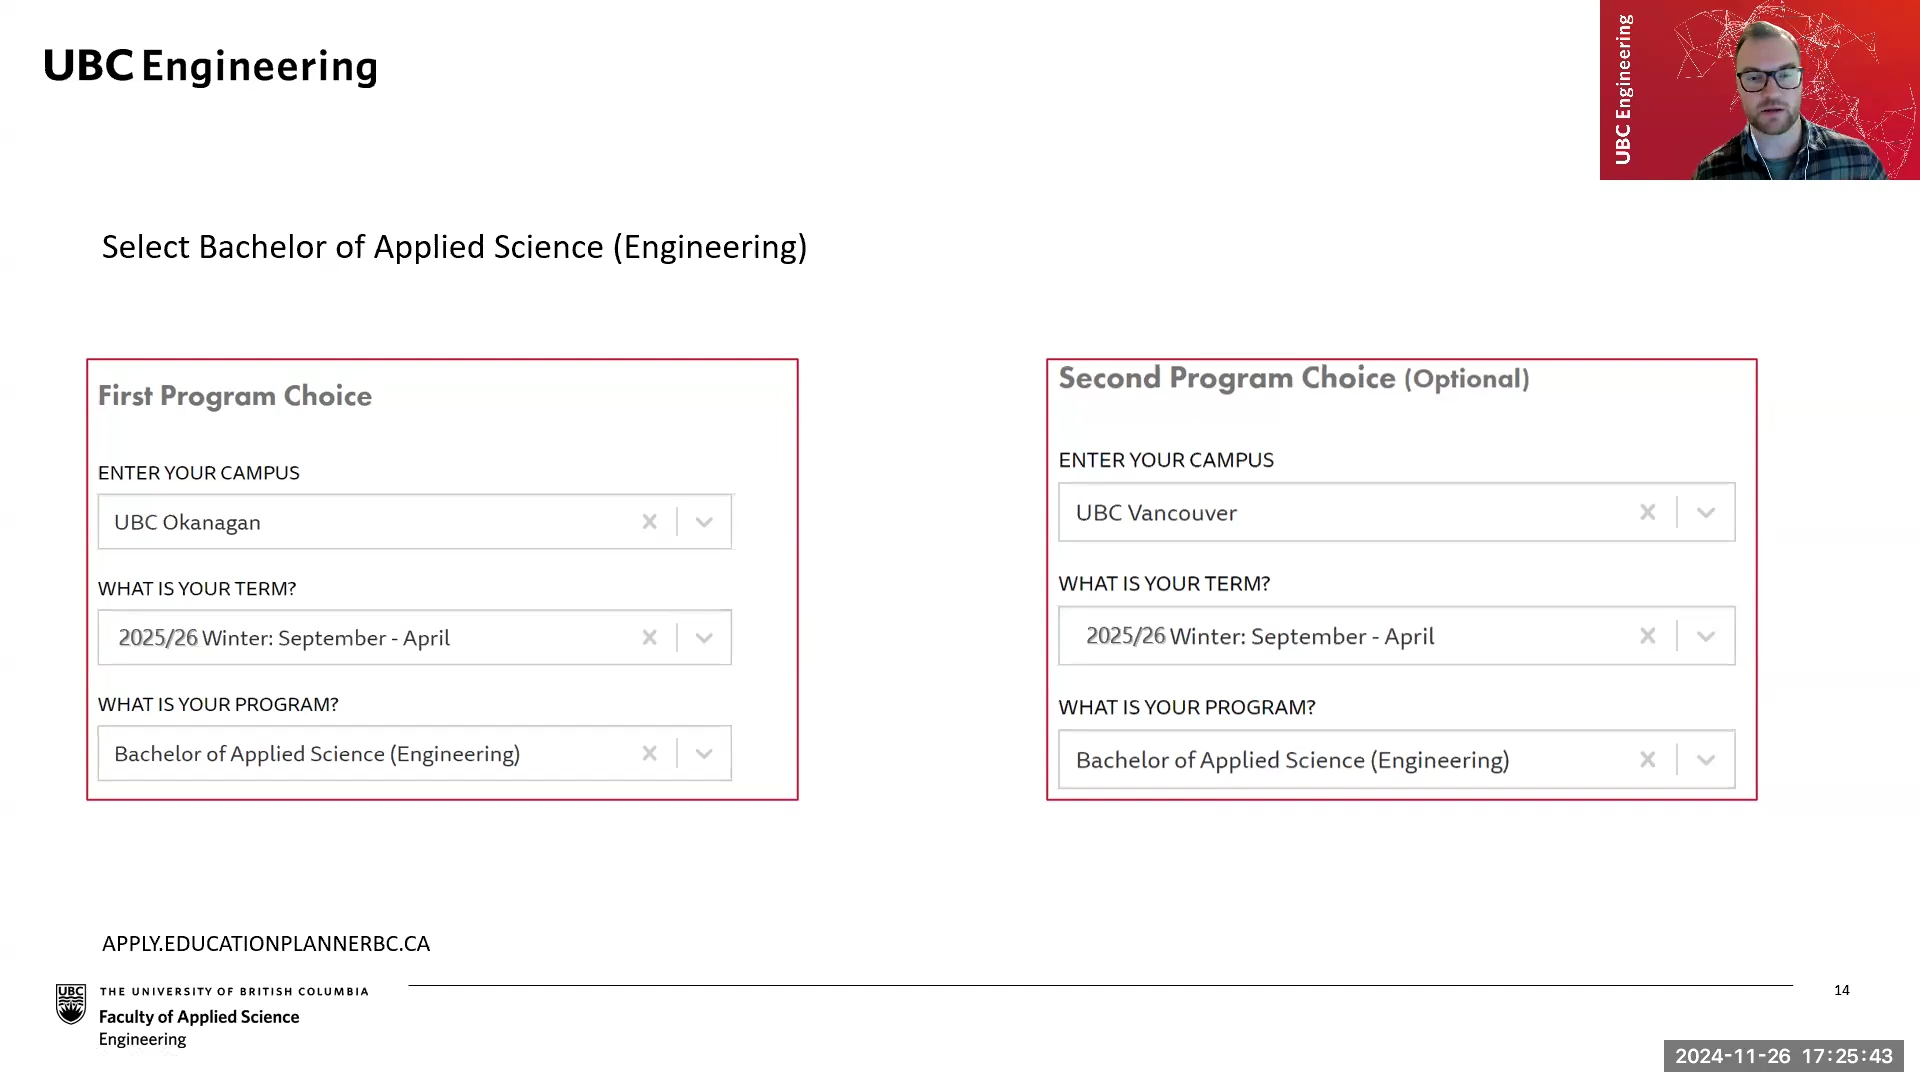 UBC Engineering
UBC Engineering
Select Bachelor of Applied Science (Engineering)
First Program Choice
ENTER YOUR CAMPUS
UBC Okanagan
WHAT IS YOUR TERM?
2025/26 Winter: September - April
WHAT IS YOUR PROGRAM?
Bachelor of Applied Science (Engineering)
Second Program Choice (Optional)
ENTER YOUR CAMPUS
UBC Vancouver
WHAT IS YOUR TERM?
2025/26 Winter: September - April
WHAT IS YOUR PROGRAM?
Bachelor of Applied Science (Engineering)
APPLY.EDUCATIONPLANNERBC.CA
UBC
THE UNIVERSITY OF BRITISH COLUMBIA
Faculty of Applied Science
Engineering
14
2024-11-26 17:25:43